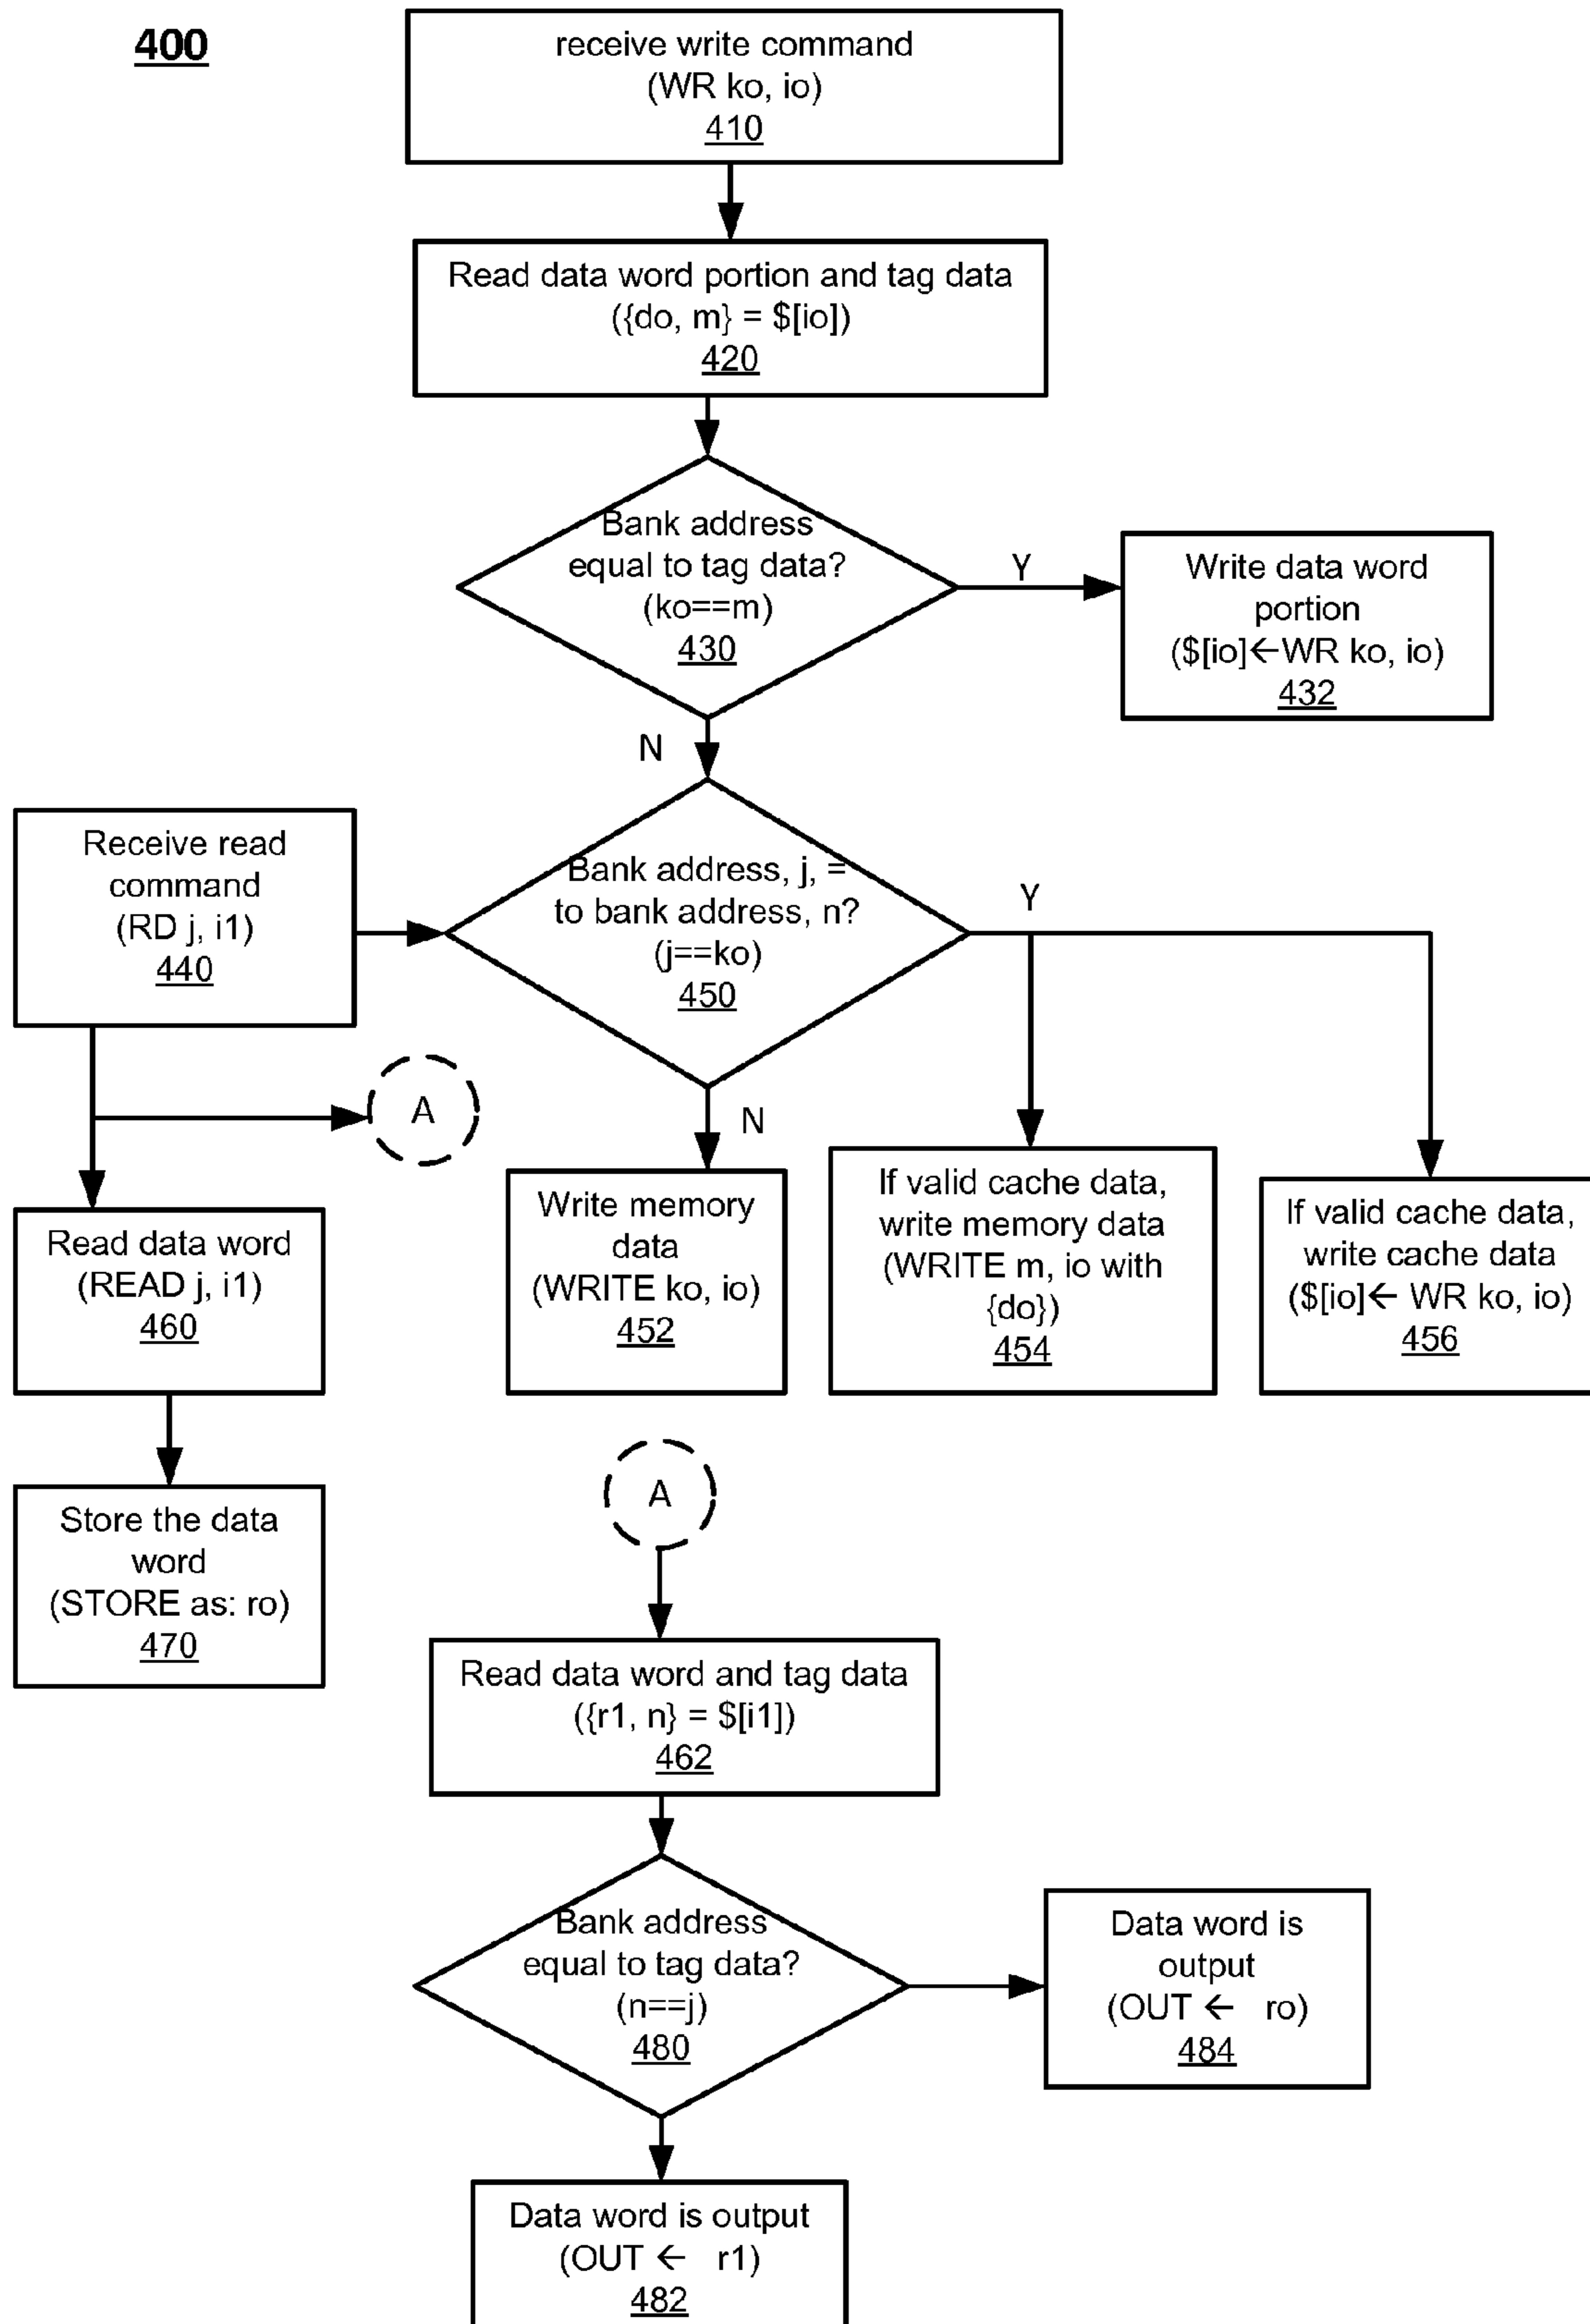 400
receive write command
(WR ko, io)
410
Read data word portion and tag data
({do, m} = $[io])
420
Bank address
equal to tag data?
(ko==m)
430
Y
Write data word
portion
($[io]←WR ko, io)
432
N
Receive read
command
(RD j, i1)
440
Bank address, j, =
to bank address, n?
(j==ko)
450
Y
A
N
Read data word
(READ j, i1)
460
Write memory
data
(WRITE ko, io)
452
If valid cache data,
write memory data
(WRITE m, io with
{do})
454
If valid cache data,
write cache data
($[io]← WR ko, io)
456
Store the data
word
(STORE as: ro)
470
A
Read data word and tag data
({r1, n} = $[i1])
462
Bank address
equal to tag data?
(n==j)
480
Data word is
output
(OUT ← ro)
484
Data word is output
(OUT ← r1)
482